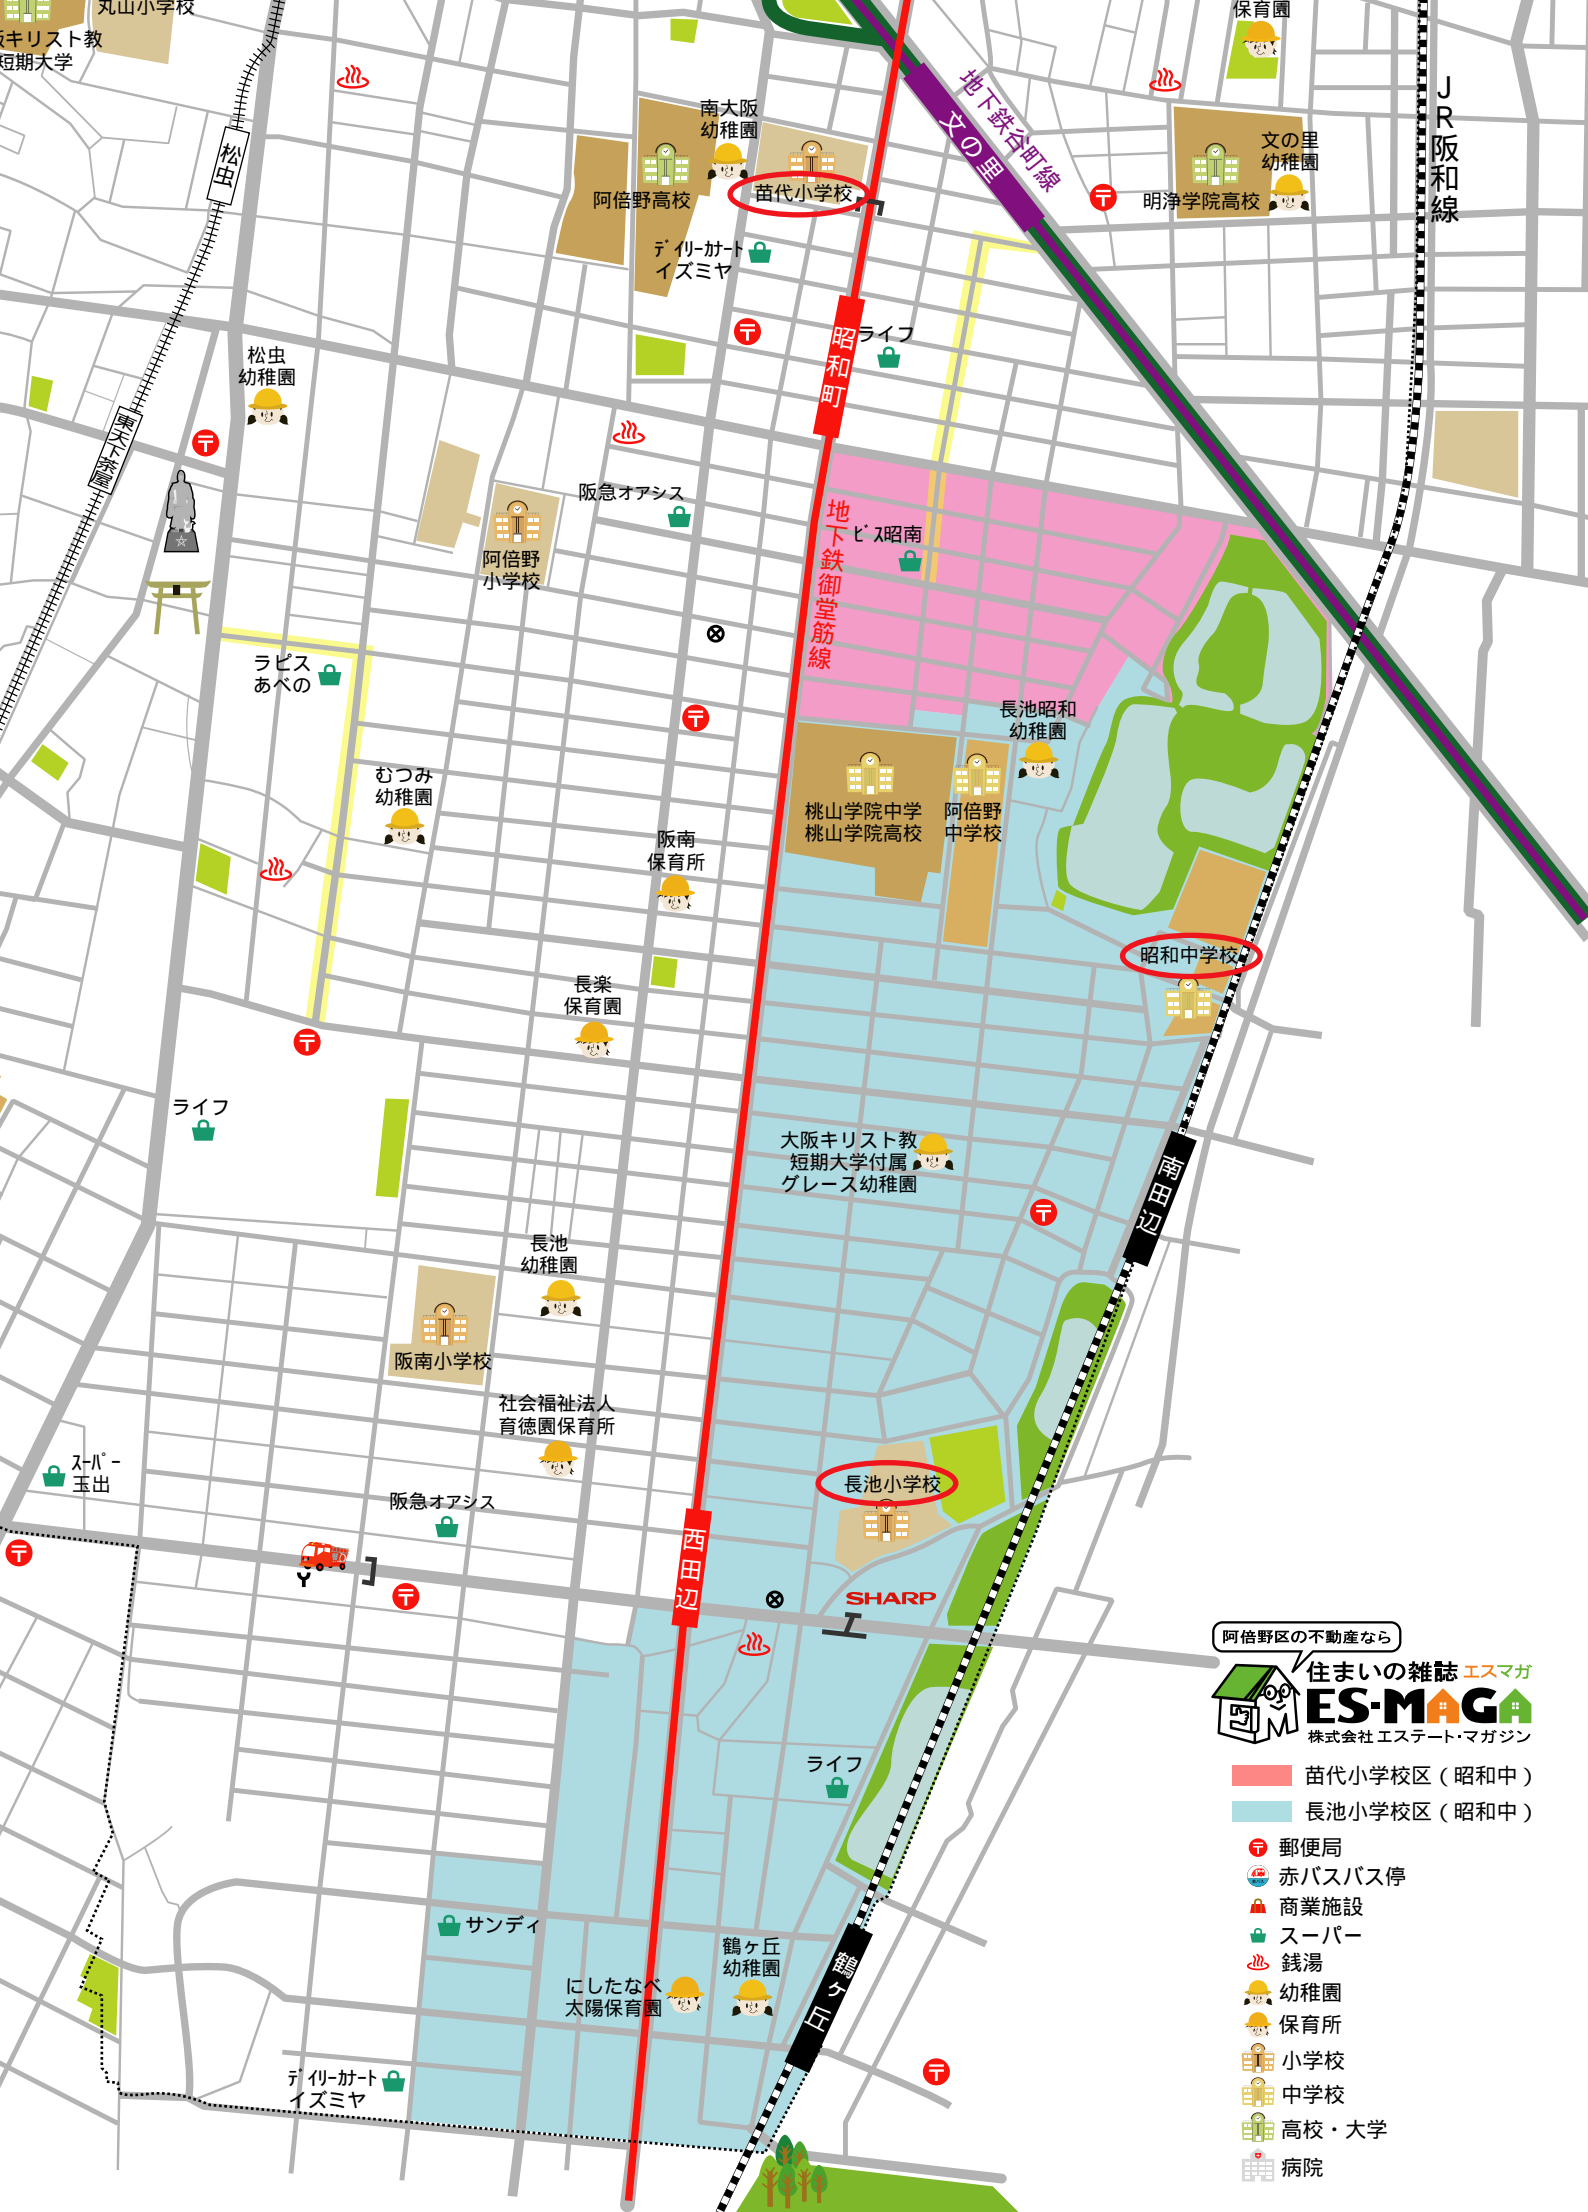 丸山小学校
阪キリスト教
短期大学
保育園
南大阪
幼稚園
苗代小学校
阿倍野高校
地下鉄谷町線
文の里
文の里
幼稚園
明浄学院高校
JR阪和線
松虫
ﾃﾞｲﾘｰｶﾅｰﾄ
イズミヤ
昭和町
ライフ
松虫
幼稚園
東天下茶屋
阪急オアシス
阿倍野
小学校
地下鉄御堂筋線
ﾋﾞｽ昭南
ラピス
あべの
長池昭和
幼稚園
むつみ
幼稚園
桃山学院中学
桃山学院高校
阿倍野
中学校
阪南
保育所
昭和中学校
長楽
保育園
ライフ
大阪キリスト教
短期大学付属
グレース幼稚園
南田辺
長池
幼稚園
阪南小学校
社会福祉法人
育徳園保育所
ｽｰﾊﾟｰ
玉出
阪急オアシス
長池小学校
西田辺
SHARP
ライフ
サンディ
鶴ヶ丘
幼稚園
にしたなべ
太陽保育園
鶴ヶ丘
ﾃﾞｲﾘｰｶﾅｰﾄ
イズミヤ
阿倍野区の不動産なら
住まいの雑誌 エスマガ
ES-MAGA
株式会社 エステート・マガジン
苗代小学校区（昭和中）
長池小学校区（昭和中）
郵便局
赤バスバス停
商業施設
スーパー
銭湯
幼稚園
保育所
小学校
中学校
高校・大学
病院